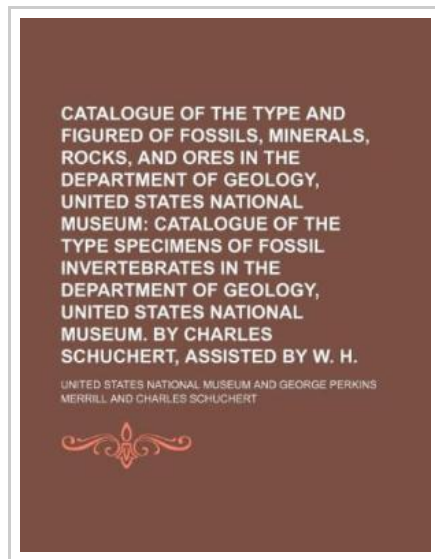 CATALOGUE OF THE TYPE AND
FIGURED OF FOSSILS, MINERALS,
ROCKS, AND ORES IN THE
DEPARTMENT OF GEOLOGY,
UNITED STATES NATIONAL
MUSEUM: CATALOGUE OF THE
TYPE SPECIMENS OF FOSSIL
INVERTEBRATES IN THE
DEPARTMENT OF GEOLOGY,
UNITED STATES NATIONAL
MUSEUM. BY CHARLES
SCHUCHERT, ASSISTED BY W. H.
UNITED STATES NATIONAL MUSEUM AND GEORGE PERKINS
MERRILL AND CHARLES SCHUCHERT